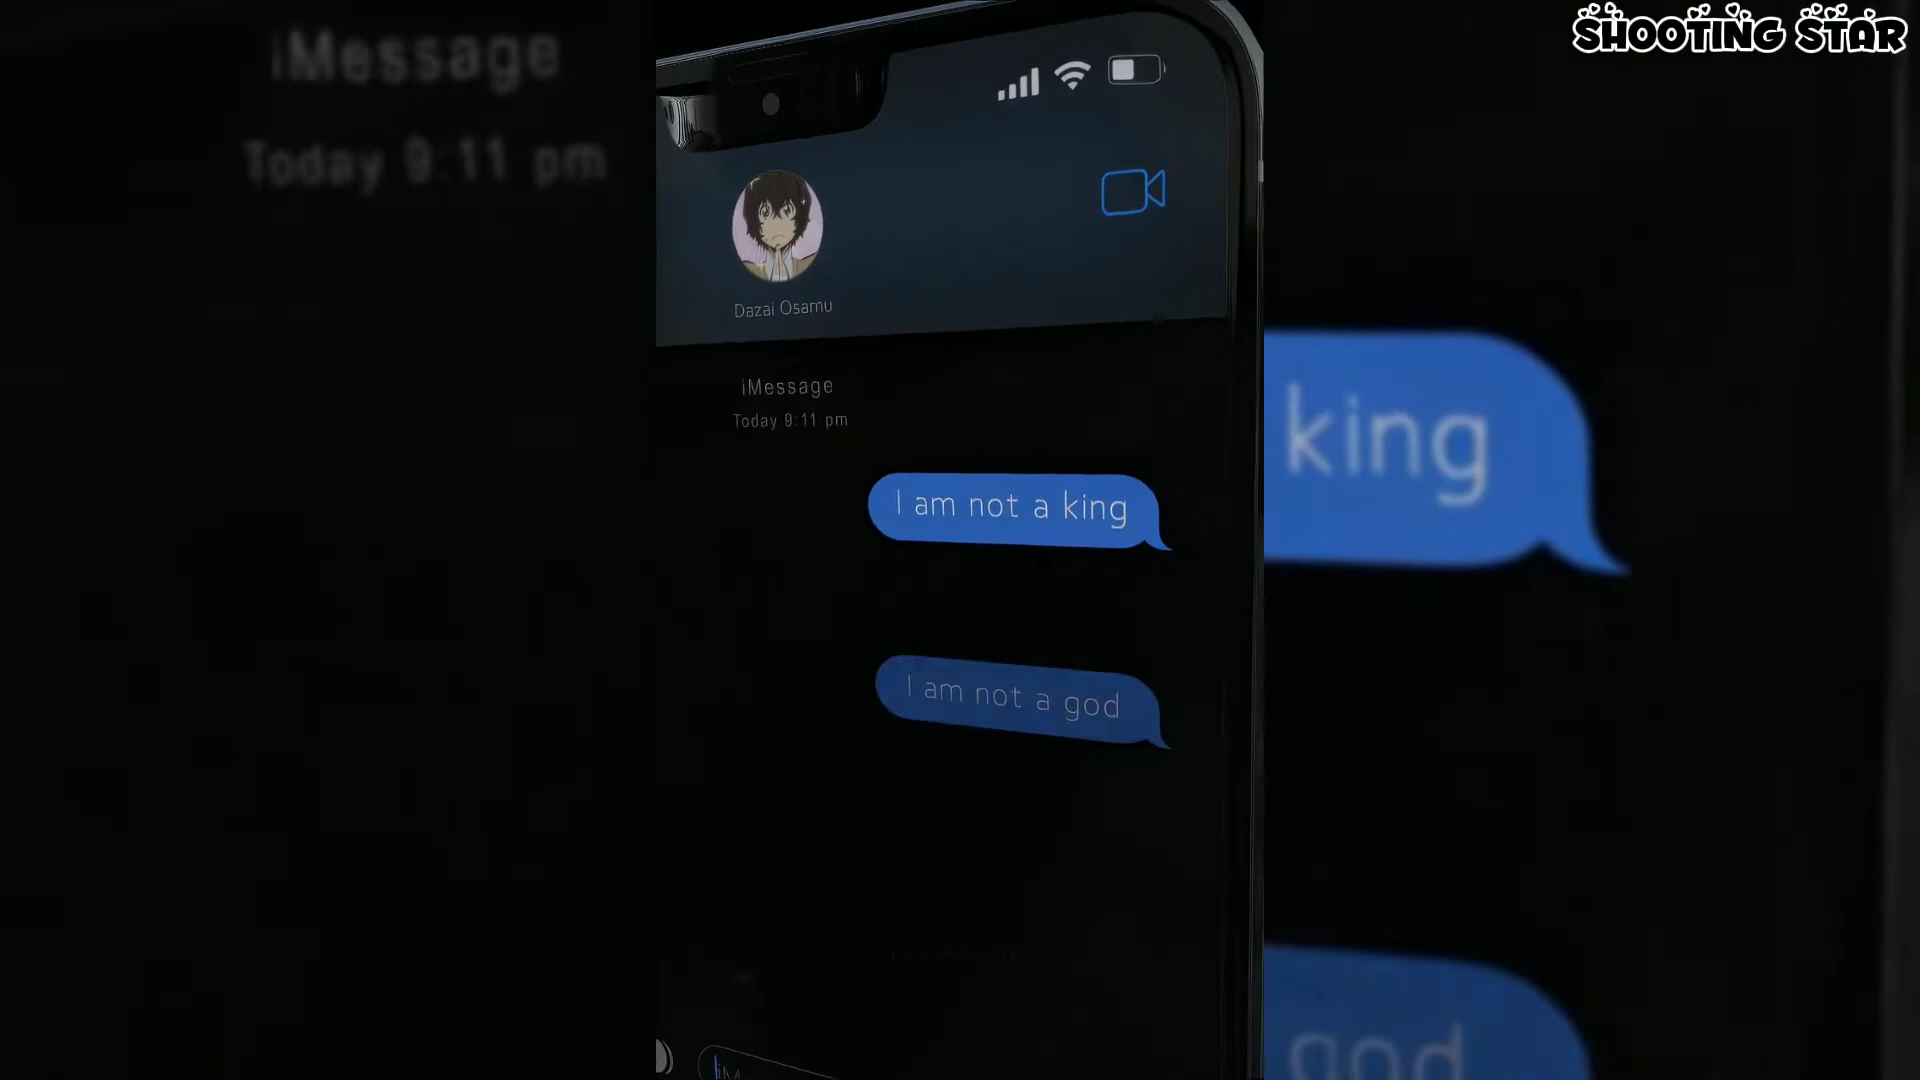 SHOOTING STAR
iMessage
Today 9:11 pm
Dazai Osamu
iMessage
Today 9:11 pm
I am not a king
I am not a god
king
god